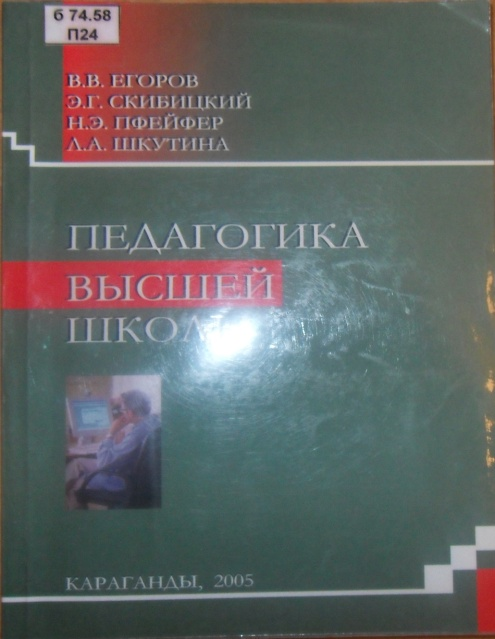 б 74.58
П24
В.В. ЕГОРОВ
Э.Г. СКИБИЦКИЙ
Н.Э. ПФЕЙФЕР
Л.А. ШКУТИНА
ПЕДАГОГИКА
ВЫСШЕЙ
КАРАГАНДЫ, 2005